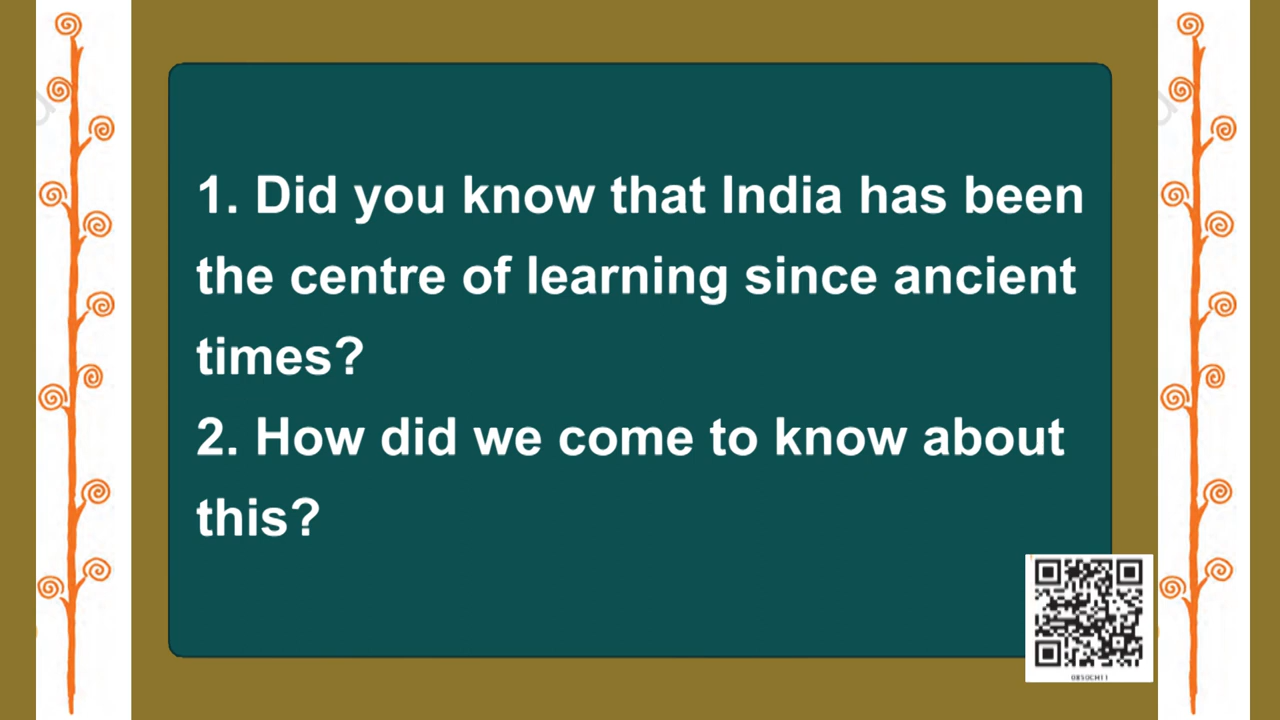 1. Did you know that India has been
the centre of learning since ancient
times?
2. How did we come to know about
this?